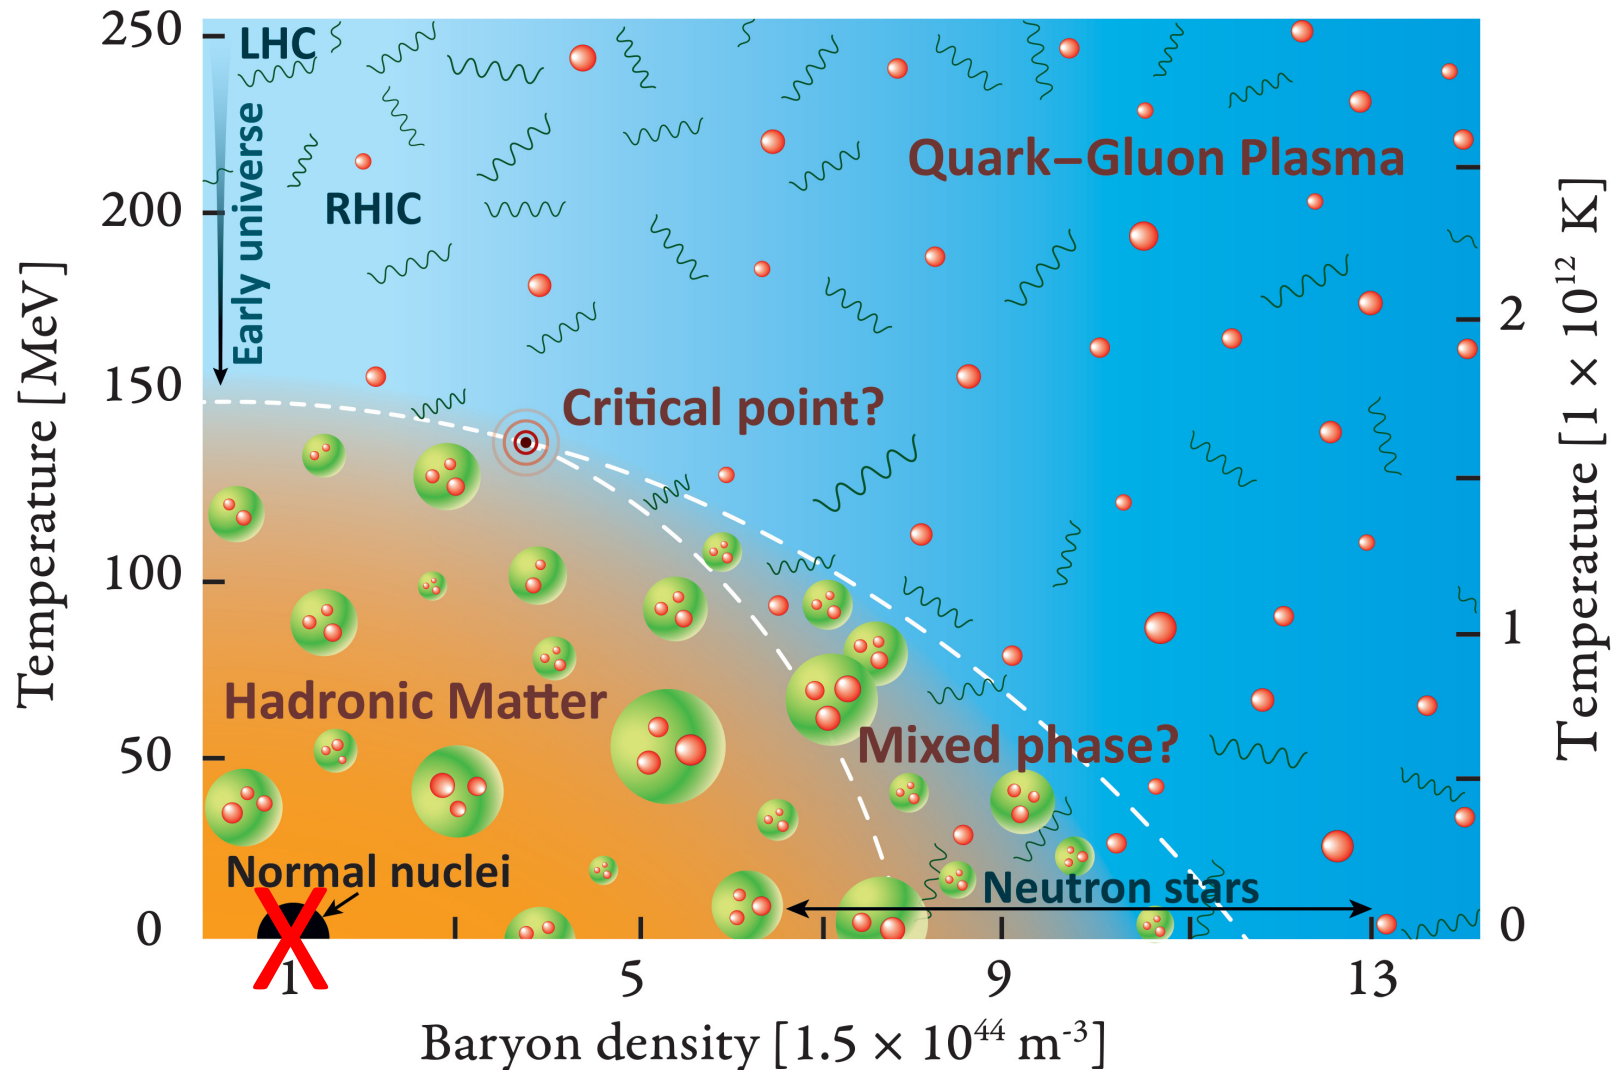 250
LHC
Early universe
Quark–Gluon Plasma
200
RHIC
2
150
Critical point?
100
1
Hadronic Matter
Mixed phase?
50
Normal nuclei
Neutron stars
0
0
X
1
5
9
13
Baryon density [1.5 × 10⁴⁴ m⁻³]
Temperature [MeV]
Temperature [1 × 10¹² K]